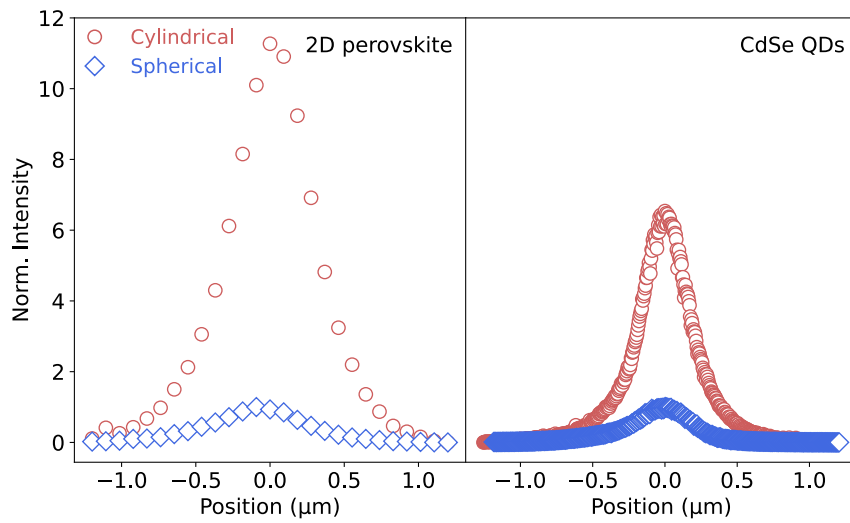 12
10
8
6
4
2
0
Norm. Intensity
Cylindrical
Spherical
2D perovskite
CdSe QDs
−1.0 −0.5 0.0 0.5 1.0
−1.0 −0.5 0.0 0.5 1.0
Position (μm)
Position (μm)